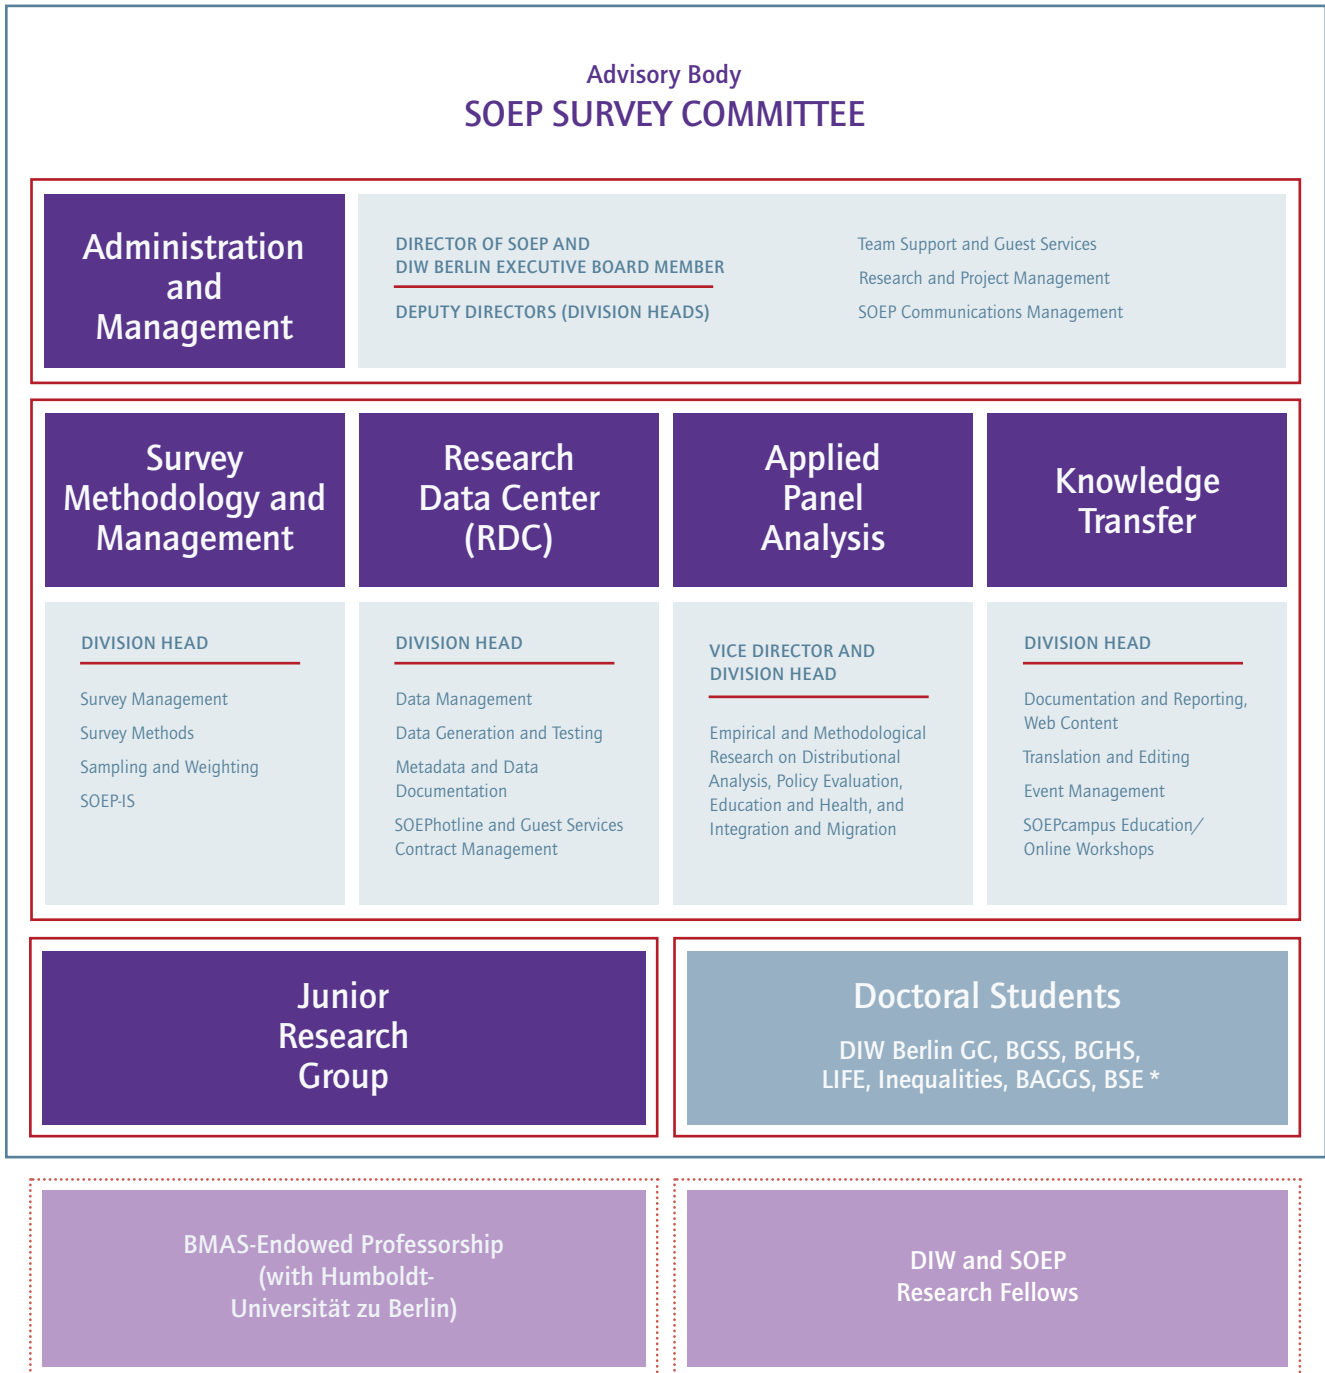 Advisory Body
SOEP SURVEY COMMITTEE
Administration
and
Management
DIRECTOR OF SOEP AND
DIW BERLIN EXECUTIVE BOARD MEMBER
DEPUTY DIRECTORS (DIVISION HEADS)
Team Support and Guest Services
Research and Project Management
SOEP Communications Management
Survey
Methodology and
Management
DIVISION HEAD
Survey Management
Survey Methods
Sampling and Weighting
SOEP-IS
Research
Data Center
(RDC)
DIVISION HEAD
Data Management
Data Generation and Testing
Metadata and Data
Documentation
SOEPhotline and Guest Services
Contract Management
Applied
Panel
Analysis
VICE DIRECTOR AND
DIVISION HEAD
Empirical and Methodological
Research on Distributional
Analysis, Policy Evaluation,
Education and Health, and
Integration and Migration
Knowledge
Transfer
DIVISION HEAD
Documentation and Reporting,
Web Content
Translation and Editing
Event Management
SOEPcampus Education/
Online Workshops
Junior
Research
Group
Doctoral Students
DIW Berlin GC, BGSS, BGHS,
LIFE, Inequalities, BAGGS, BSE *
BMAS-Endowed Professorship
(with Humboldt-
Universität zu Berlin)
DIW and SOEP
Research Fellows